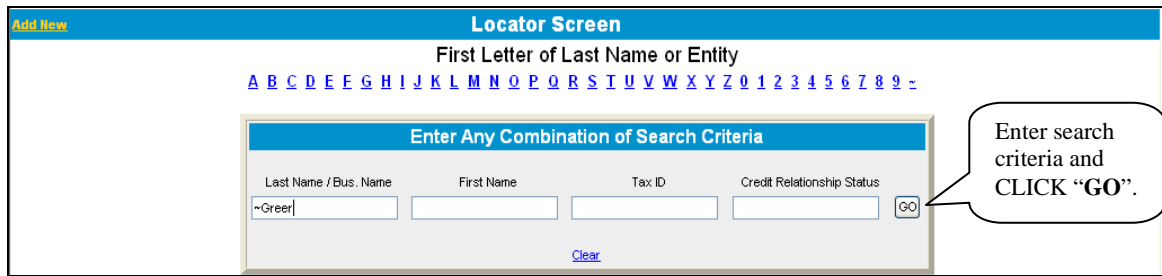 Add New
Locator Screen
First Letter of Last Name or Entity
A B C D E F G H I J K L M N O P Q R S T U V W X Y Z 0 1 2 3 4 5 6 7 8 9 ~
Enter Any Combination of Search Criteria
Last Name / Bus. Name First Name Tax ID Credit Relationship Status
~Greer GO
Clear
Enter search
criteria and
CLICK “GO”.